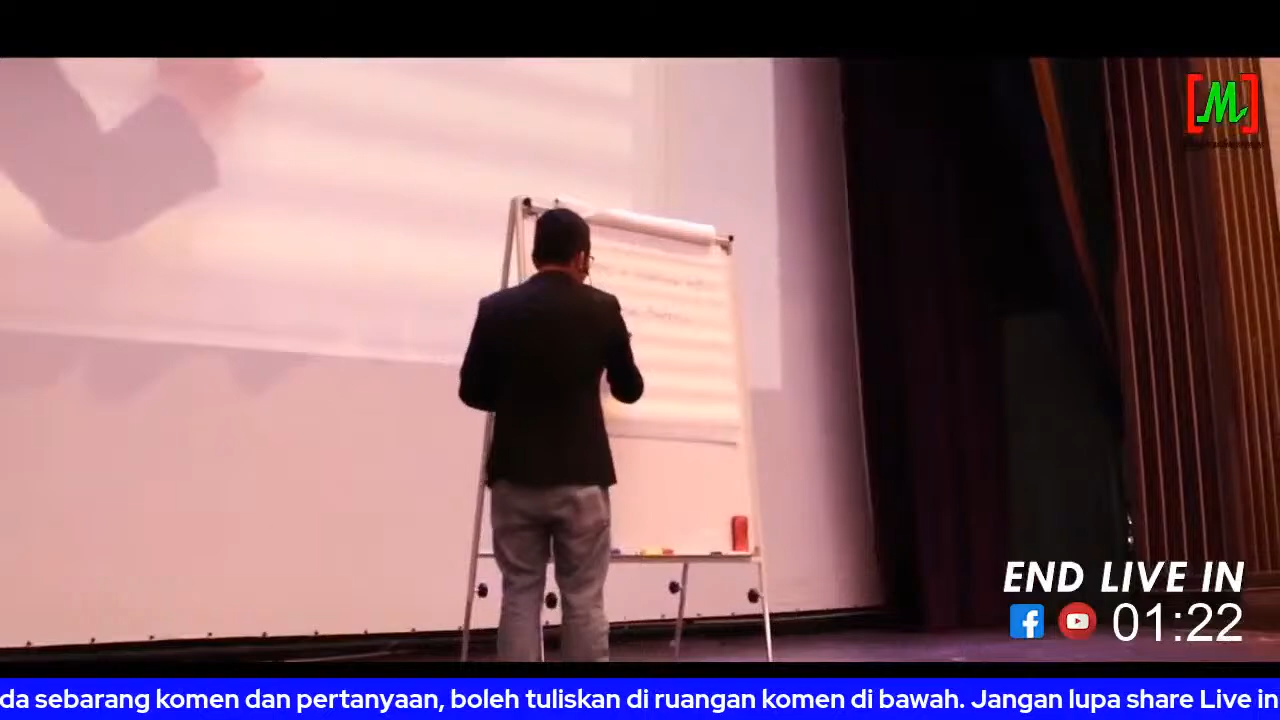 [M]
END LIVE IN
01:22
da sebarang komen dan pertanyaan, boleh tuliskan di ruangan komen di bawah. Jangan lupa share Live in